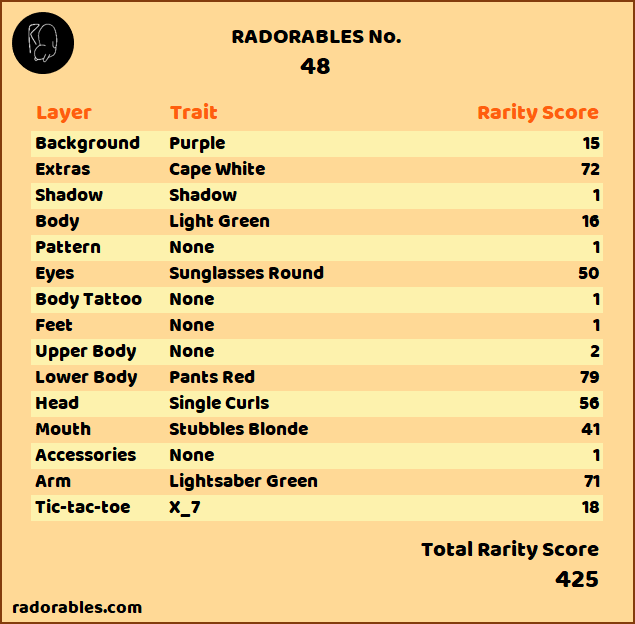 RADORABLES No.
48
Layer Trait Rarity Score
Background Purple 15
Extras Cape White 72
Shadow Shadow 1
Body Light Green 16
Pattern None 1
Eyes Sunglasses Round 50
Body Tattoo None 1
Feet None 1
Upper Body None 2
Lower Body Pants Red 79
Head Single Curls 56
Mouth Stubbles Blonde 41
Accessories None 1
Arm Lightsaber Green 71
Tic-tac-toe X_7 18
Total Rarity Score
425
radorables.com